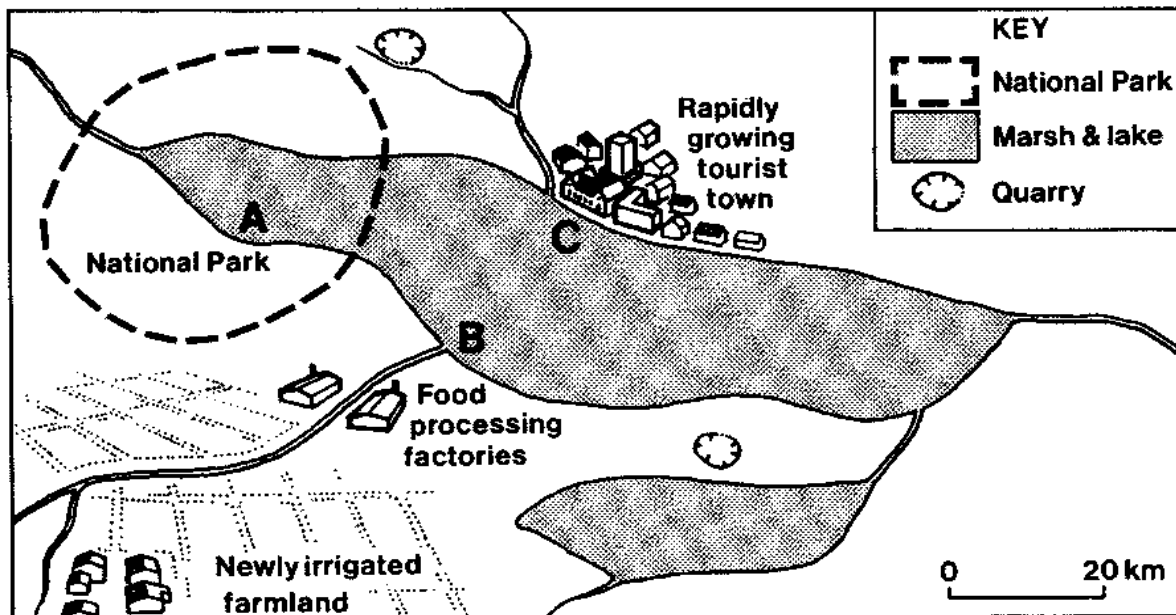 KEY
National Park
Marsh & lake
Quarry
Rapidly
growing
tourist
town
A
C
National Park
B
Food
processing
factories
Newly irrigated
farmland
0 20 km